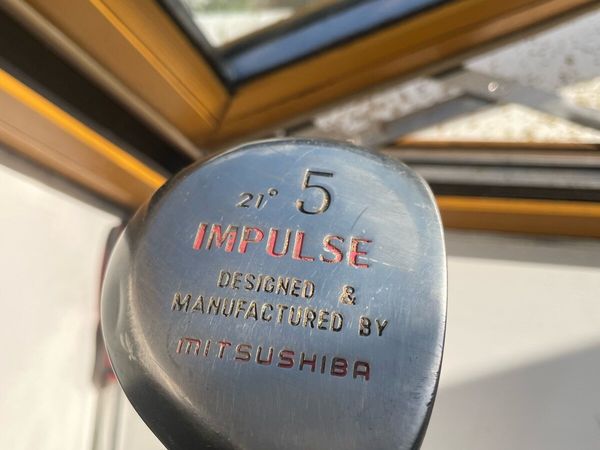 21° 5
IMPULSE
DESIGNED &
MANUFACTURED BY
MITSUSHIBA